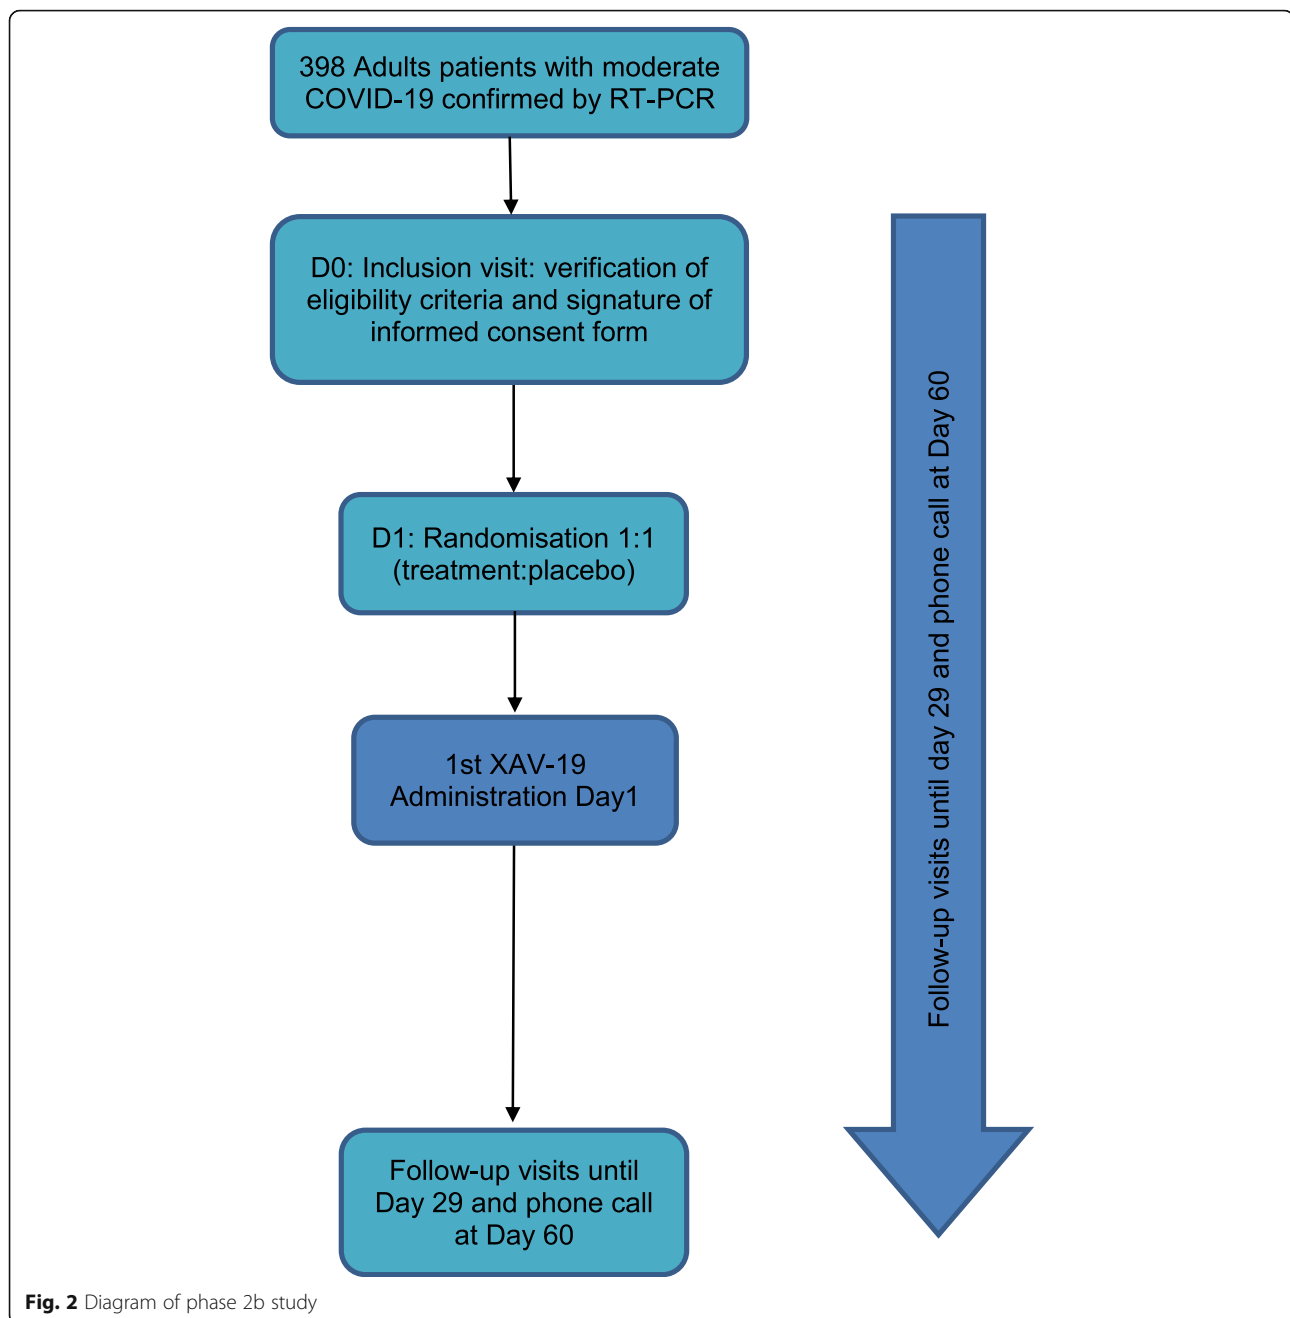 398 Adults patients with moderate
COVID-19 confirmed by RT-PCR
D0: Inclusion visit: verification of
eligibility criteria and signature of
informed consent form
D1: Randomisation 1:1
(treatment:placebo)
1st XAV-19
Administration Day1
Follow-up visits until
Day 29 and phone call
at Day 60
Follow-up visits until day 29 and phone call at Day 60
Fig. 2 Diagram of phase 2b study